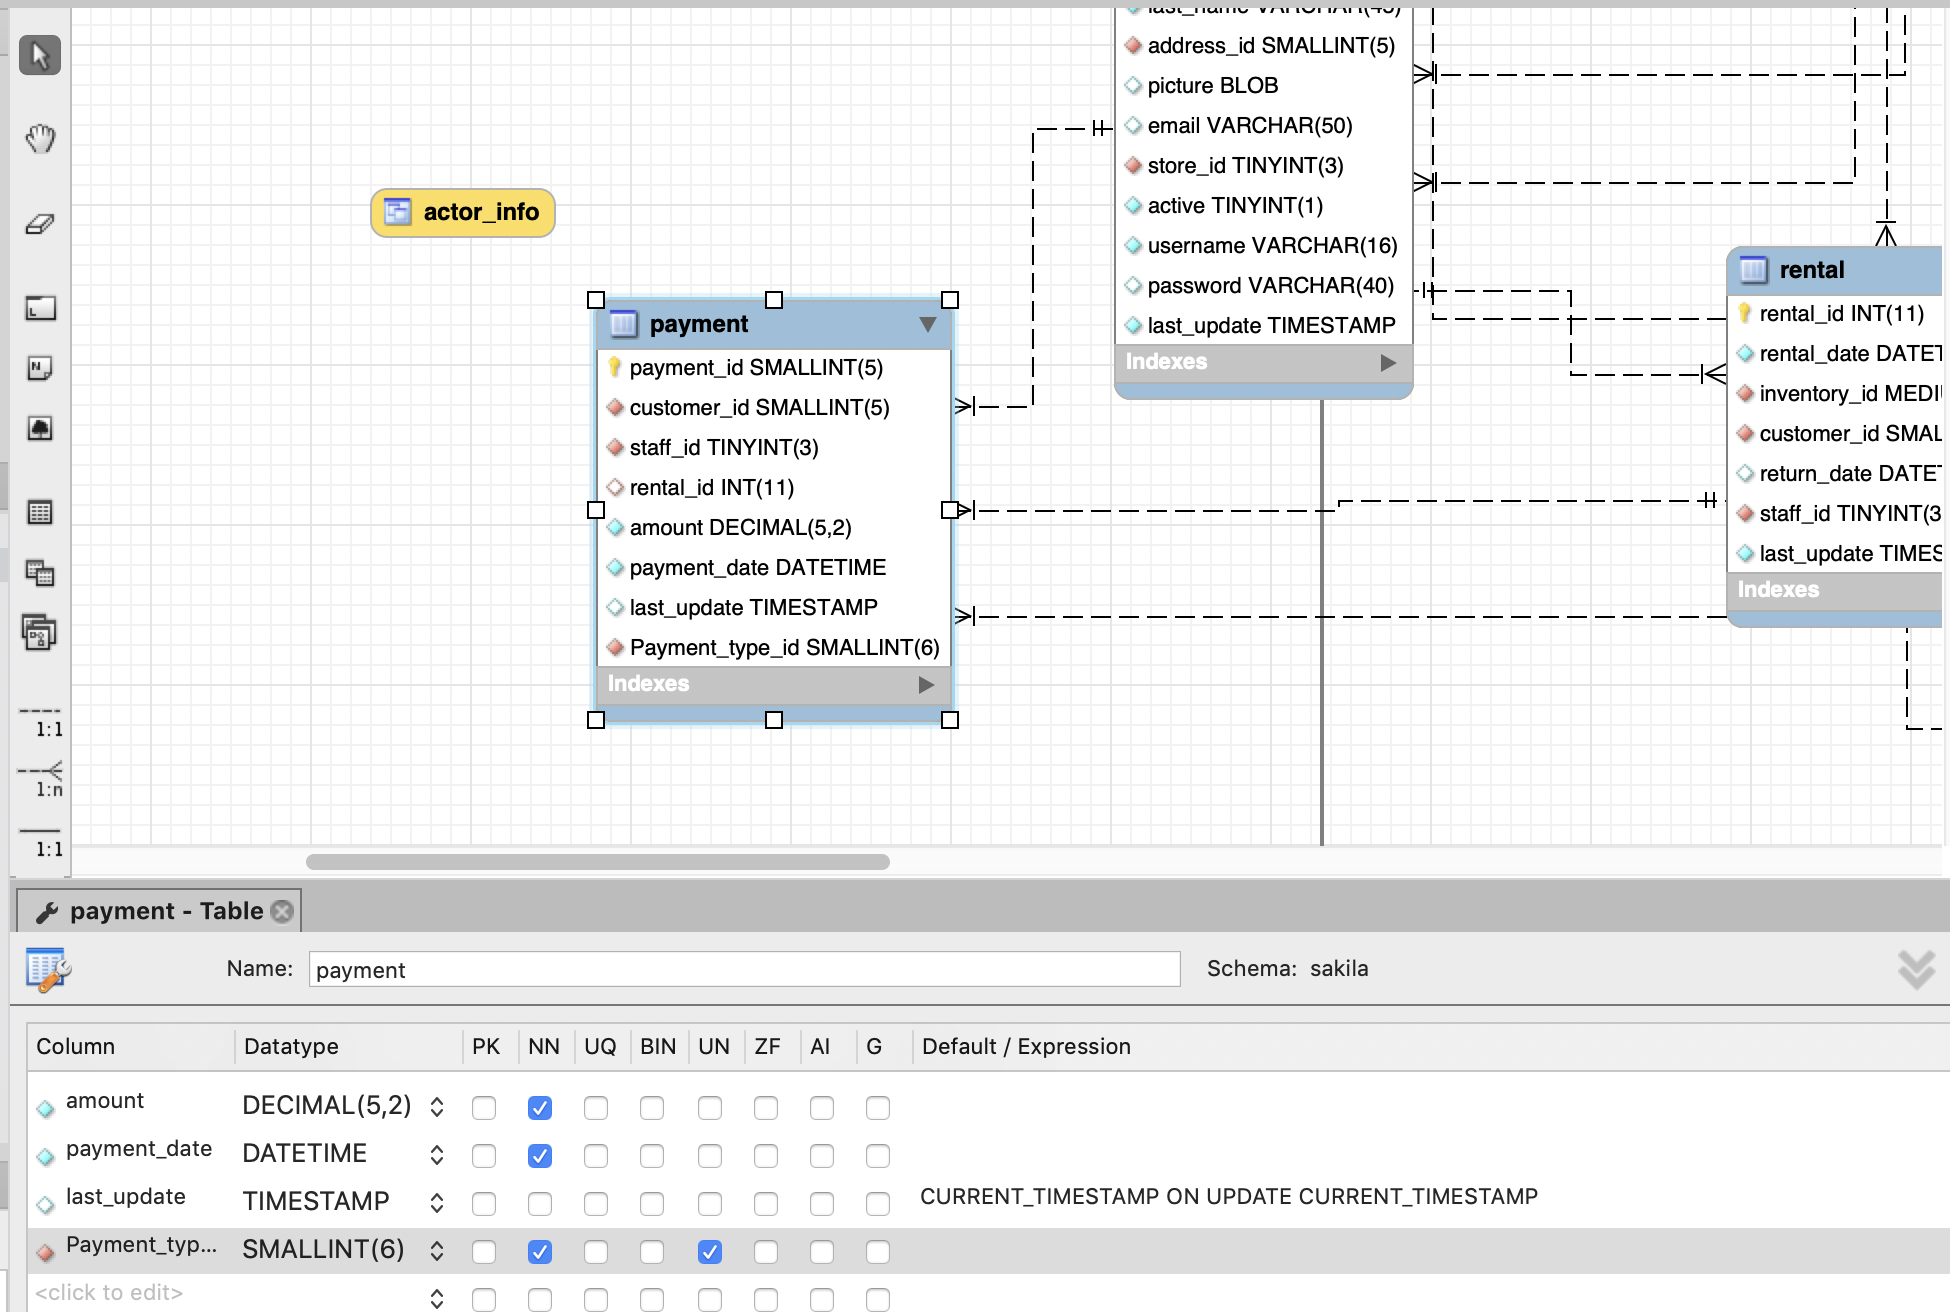 last_name VARCHAR(45)
address_id SMALLINT(5)
picture BLOB
email VARCHAR(50)
store_id TINYINT(3)
active TINYINT(1)
username VARCHAR(16)
password VARCHAR(40)
last_update TIMESTAMP
Indexes
actor_info
payment
payment_id SMALLINT(5)
customer_id SMALLINT(5)
staff_id TINYINT(3)
rental_id INT(11)
amount DECIMAL(5,2)
payment_date DATETIME
last_update TIMESTAMP
Payment_type_id SMALLINT(6)
Indexes
rental
rental_id INT(11)
rental_date DATET
inventory_id MEDI
customer_id SMAL
return_date DATET
staff_id TINYINT(3
last_update TIMES
Indexes
1:1
1:n
1:1
payment - Table
Name: payment Schema: sakila
Column Datatype PK NN UQ BIN UN ZF AI G Default / Expression
amount DECIMAL(5,2)
payment_date DATETIME
last_update TIMESTAMP CURRENT_TIMESTAMP ON UPDATE CURRENT_TIMESTAMP
Payment_typ... SMALLINT(6)
<click to edit>